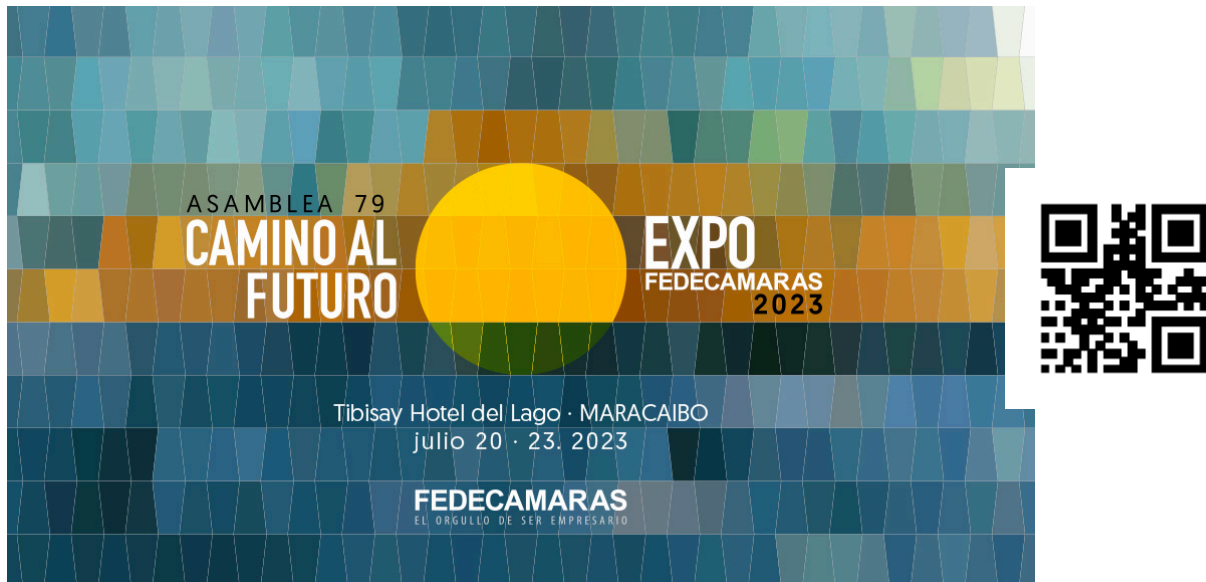 ASAMBLEA 79
CAMINO AL
FUTURO
EXPO
FEDECAMARAS
2023
Tibisay Hotel del Lago · MARACAIBO
julio 20 · 23. 2023
FEDECAMARAS
EL ORGULLO DE SER EMPRESARIO